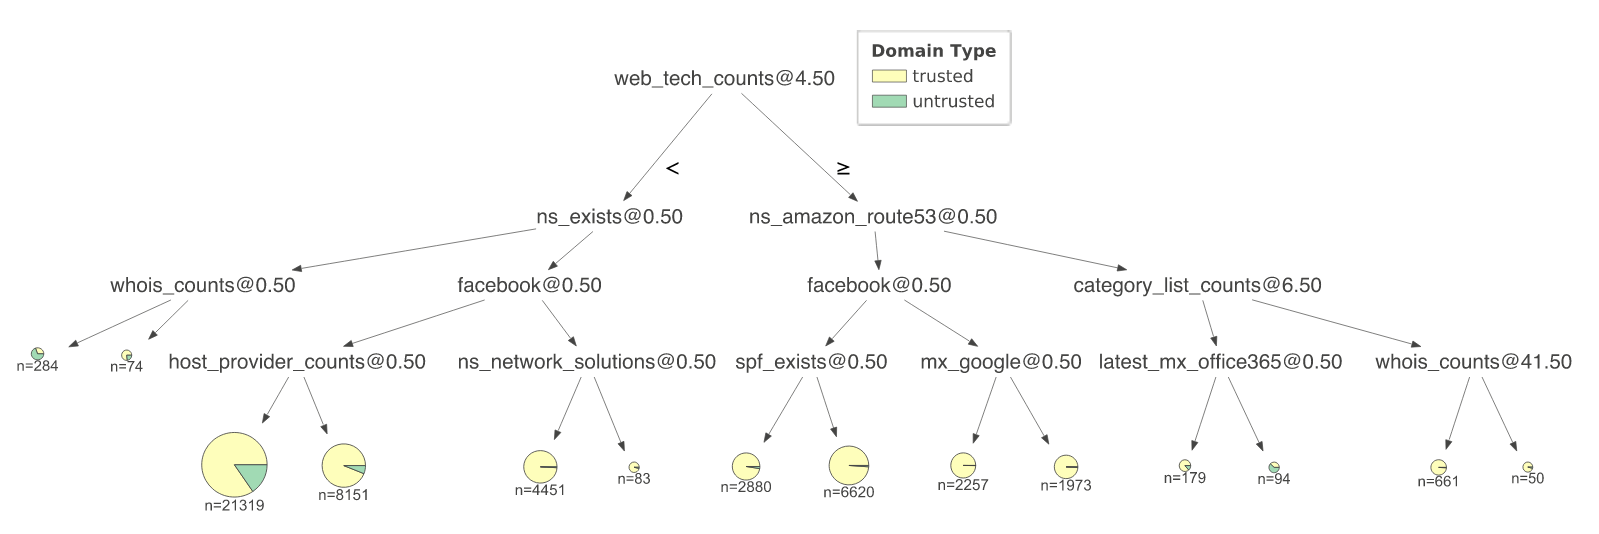 Domain Type
web_tech_counts@4.50
trusted
untrusted
<
≥
ns_exists@0.50
ns_amazon_route53@0.50
whois_counts@0.50
facebook@0.50
facebook@0.50
category_list_counts@6.50
n=284
n=74
host_provider_counts@0.50
ns_network_solutions@0.50
spf_exists@0.50
mx_google@0.50
latest_mx_office365@0.50
whois_counts@41.50
n=21319
n=8151
n=4451
n=83
n=2880
n=6620
n=2257
n=1973
n=179
n=94
n=661
n=50